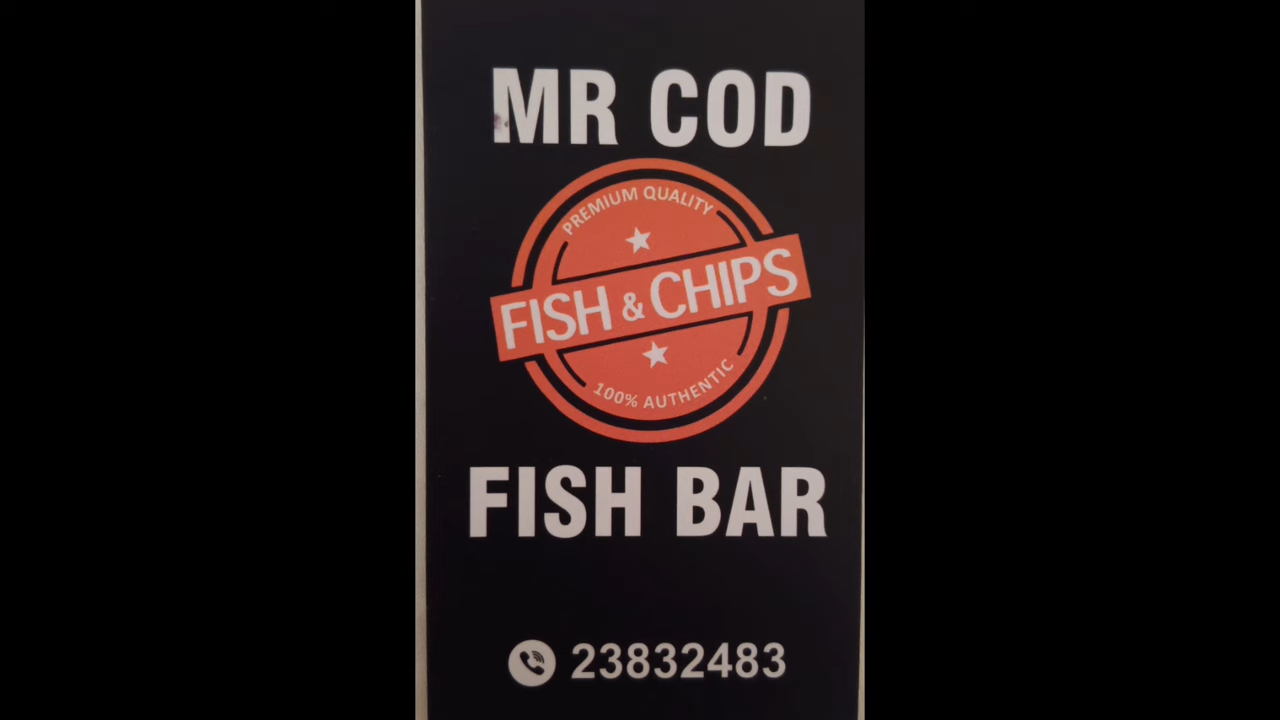 MR COD
PREMIUM QUALITY
FISH & CHIPS
100% AUTHENTIC
FISH BAR
23832483